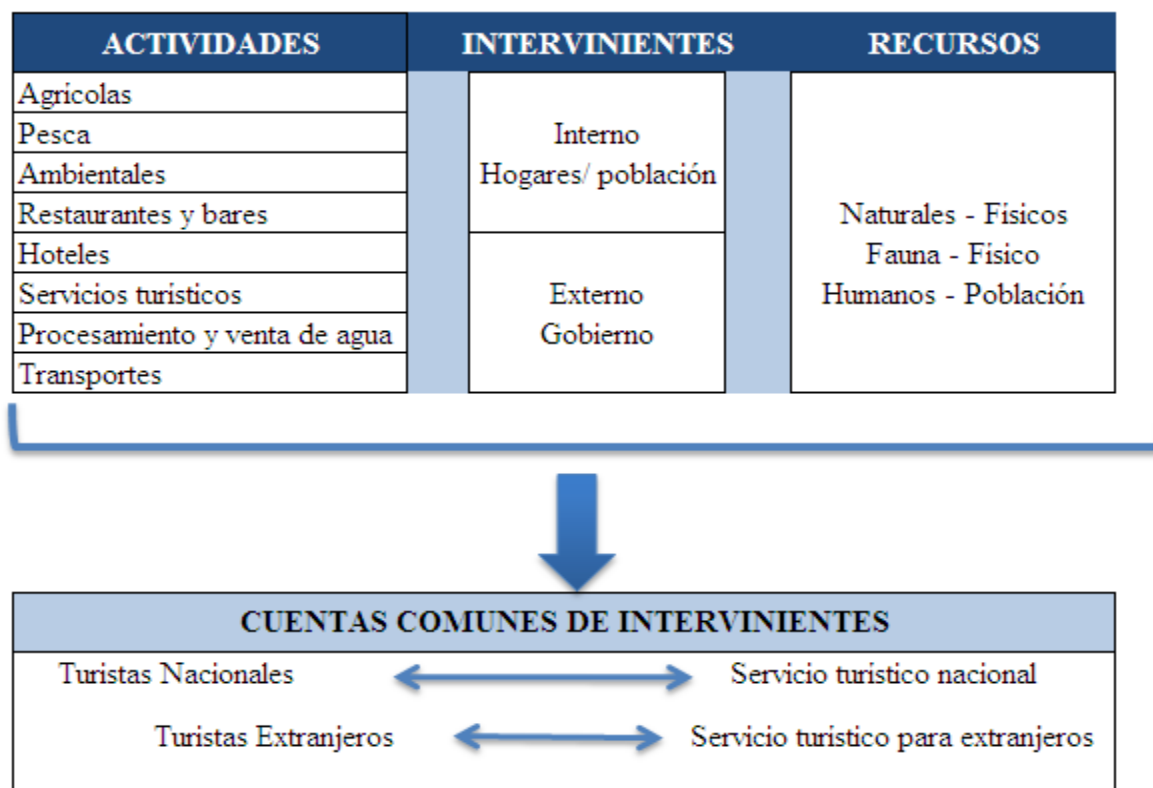 ACTIVIDADES INTERVINIENTES RECURSOS
Agrícolas
Pesca
Ambientales
Restaurantes y bares
Hoteles
Servicios turísticos
Procesamiento y venta de agua
Transportes
Interno
Hogares/ población
Externo
Gobierno
Naturales - Físicos
Fauna - Físico
Humanos - Población
CUENTAS COMUNES DE INTERVINIENTES
Turistas Nacionales Servicio turístico nacional
Turistas Extranjeros Servicio turístico para extranjeros